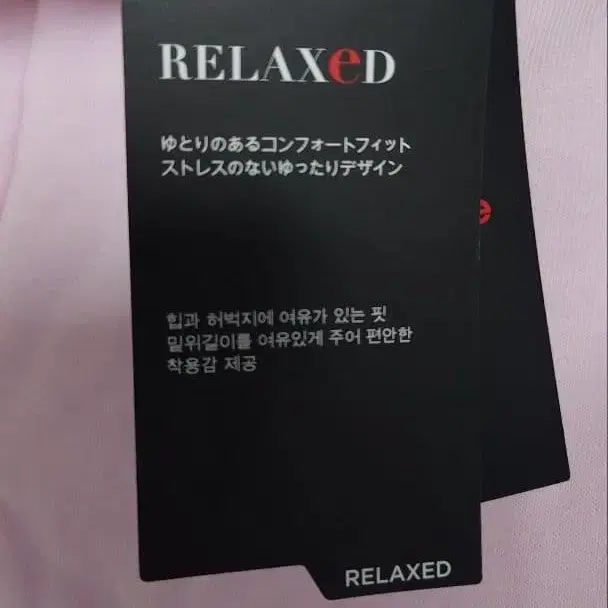 RELAXeD
ゆとりのあるコンフォートフィット
ストレスのないゆったりデザイン
e
힙과 허벅지에 여유가 있는 핏
밑위길이를 여유있게 주어 편안한
착용감 제공
RELAXED